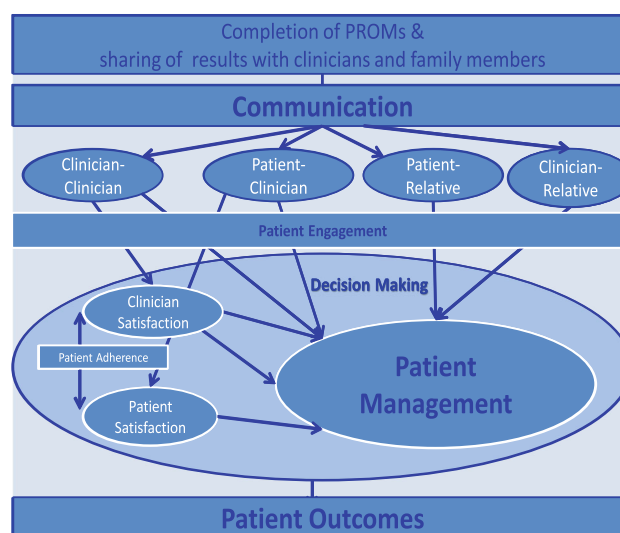 Completion of PROMs &
sharing of results with clinicians and family members
Communication
Clinician-
Clinician
Patient-
Clinician
Patient-
Relative
Clinician-
Relative
Patient Engagement
Decision Making
Clinician
Satisfaction
Patient Adherence
Patient
Management
Patient
Satisfaction
Patient Outcomes